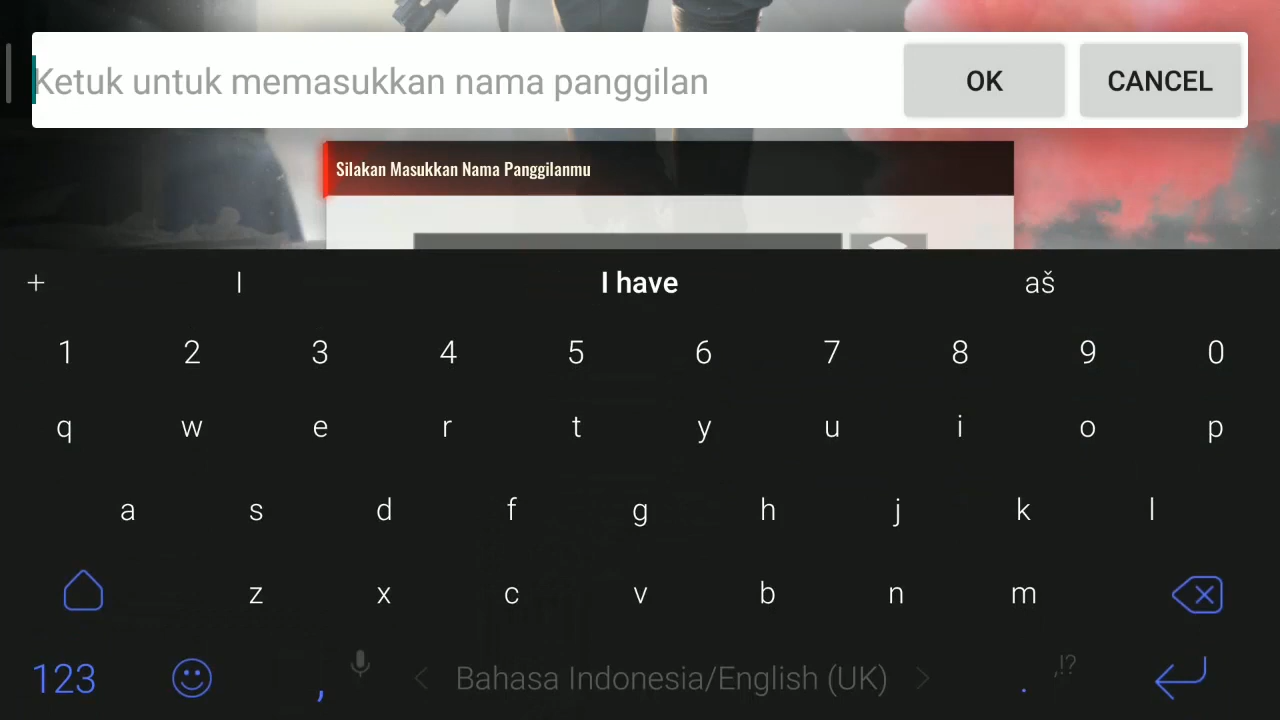 Ketuk untuk memasukkan nama panggilan
OK
CANCEL
Silakan Masukkan Nama Panggilanmu
+ I I have aš
1 2 3 4 5 6 7 8 9 0
q w e r t y u i o p
a s d f g h j k l
z x c v b n m
123 , < Bahasa Indonesia/English (UK) > . ,!?